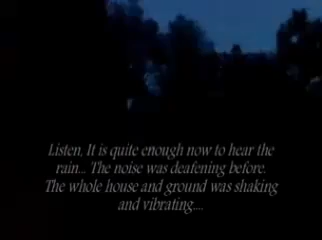 Listen, It is quite enough now to hear the
rain... The noise was deafening before.
The whole house and ground was shaking
and vibrating....